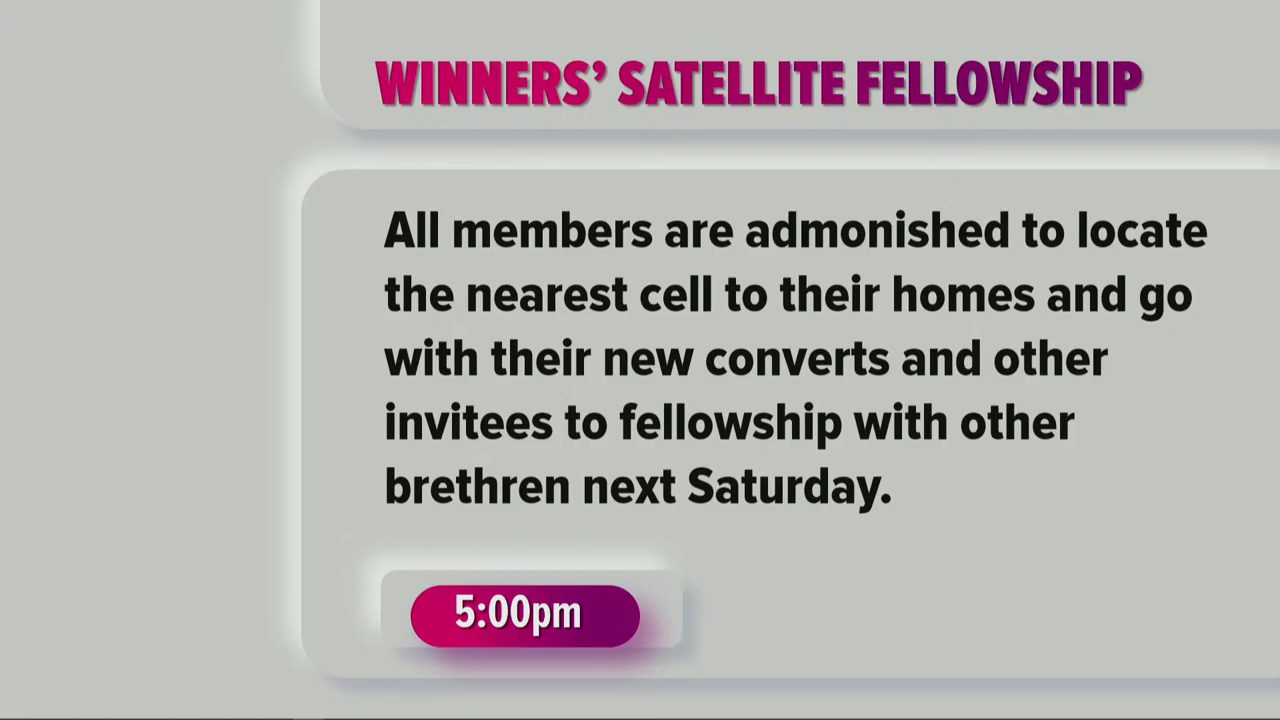 WINNERS’ SATELLITE FELLOWSHIP
All members are admonished to locate
the nearest cell to their homes and go
with their new converts and other
invitees to fellowship with other
brethren next Saturday.
5:00pm